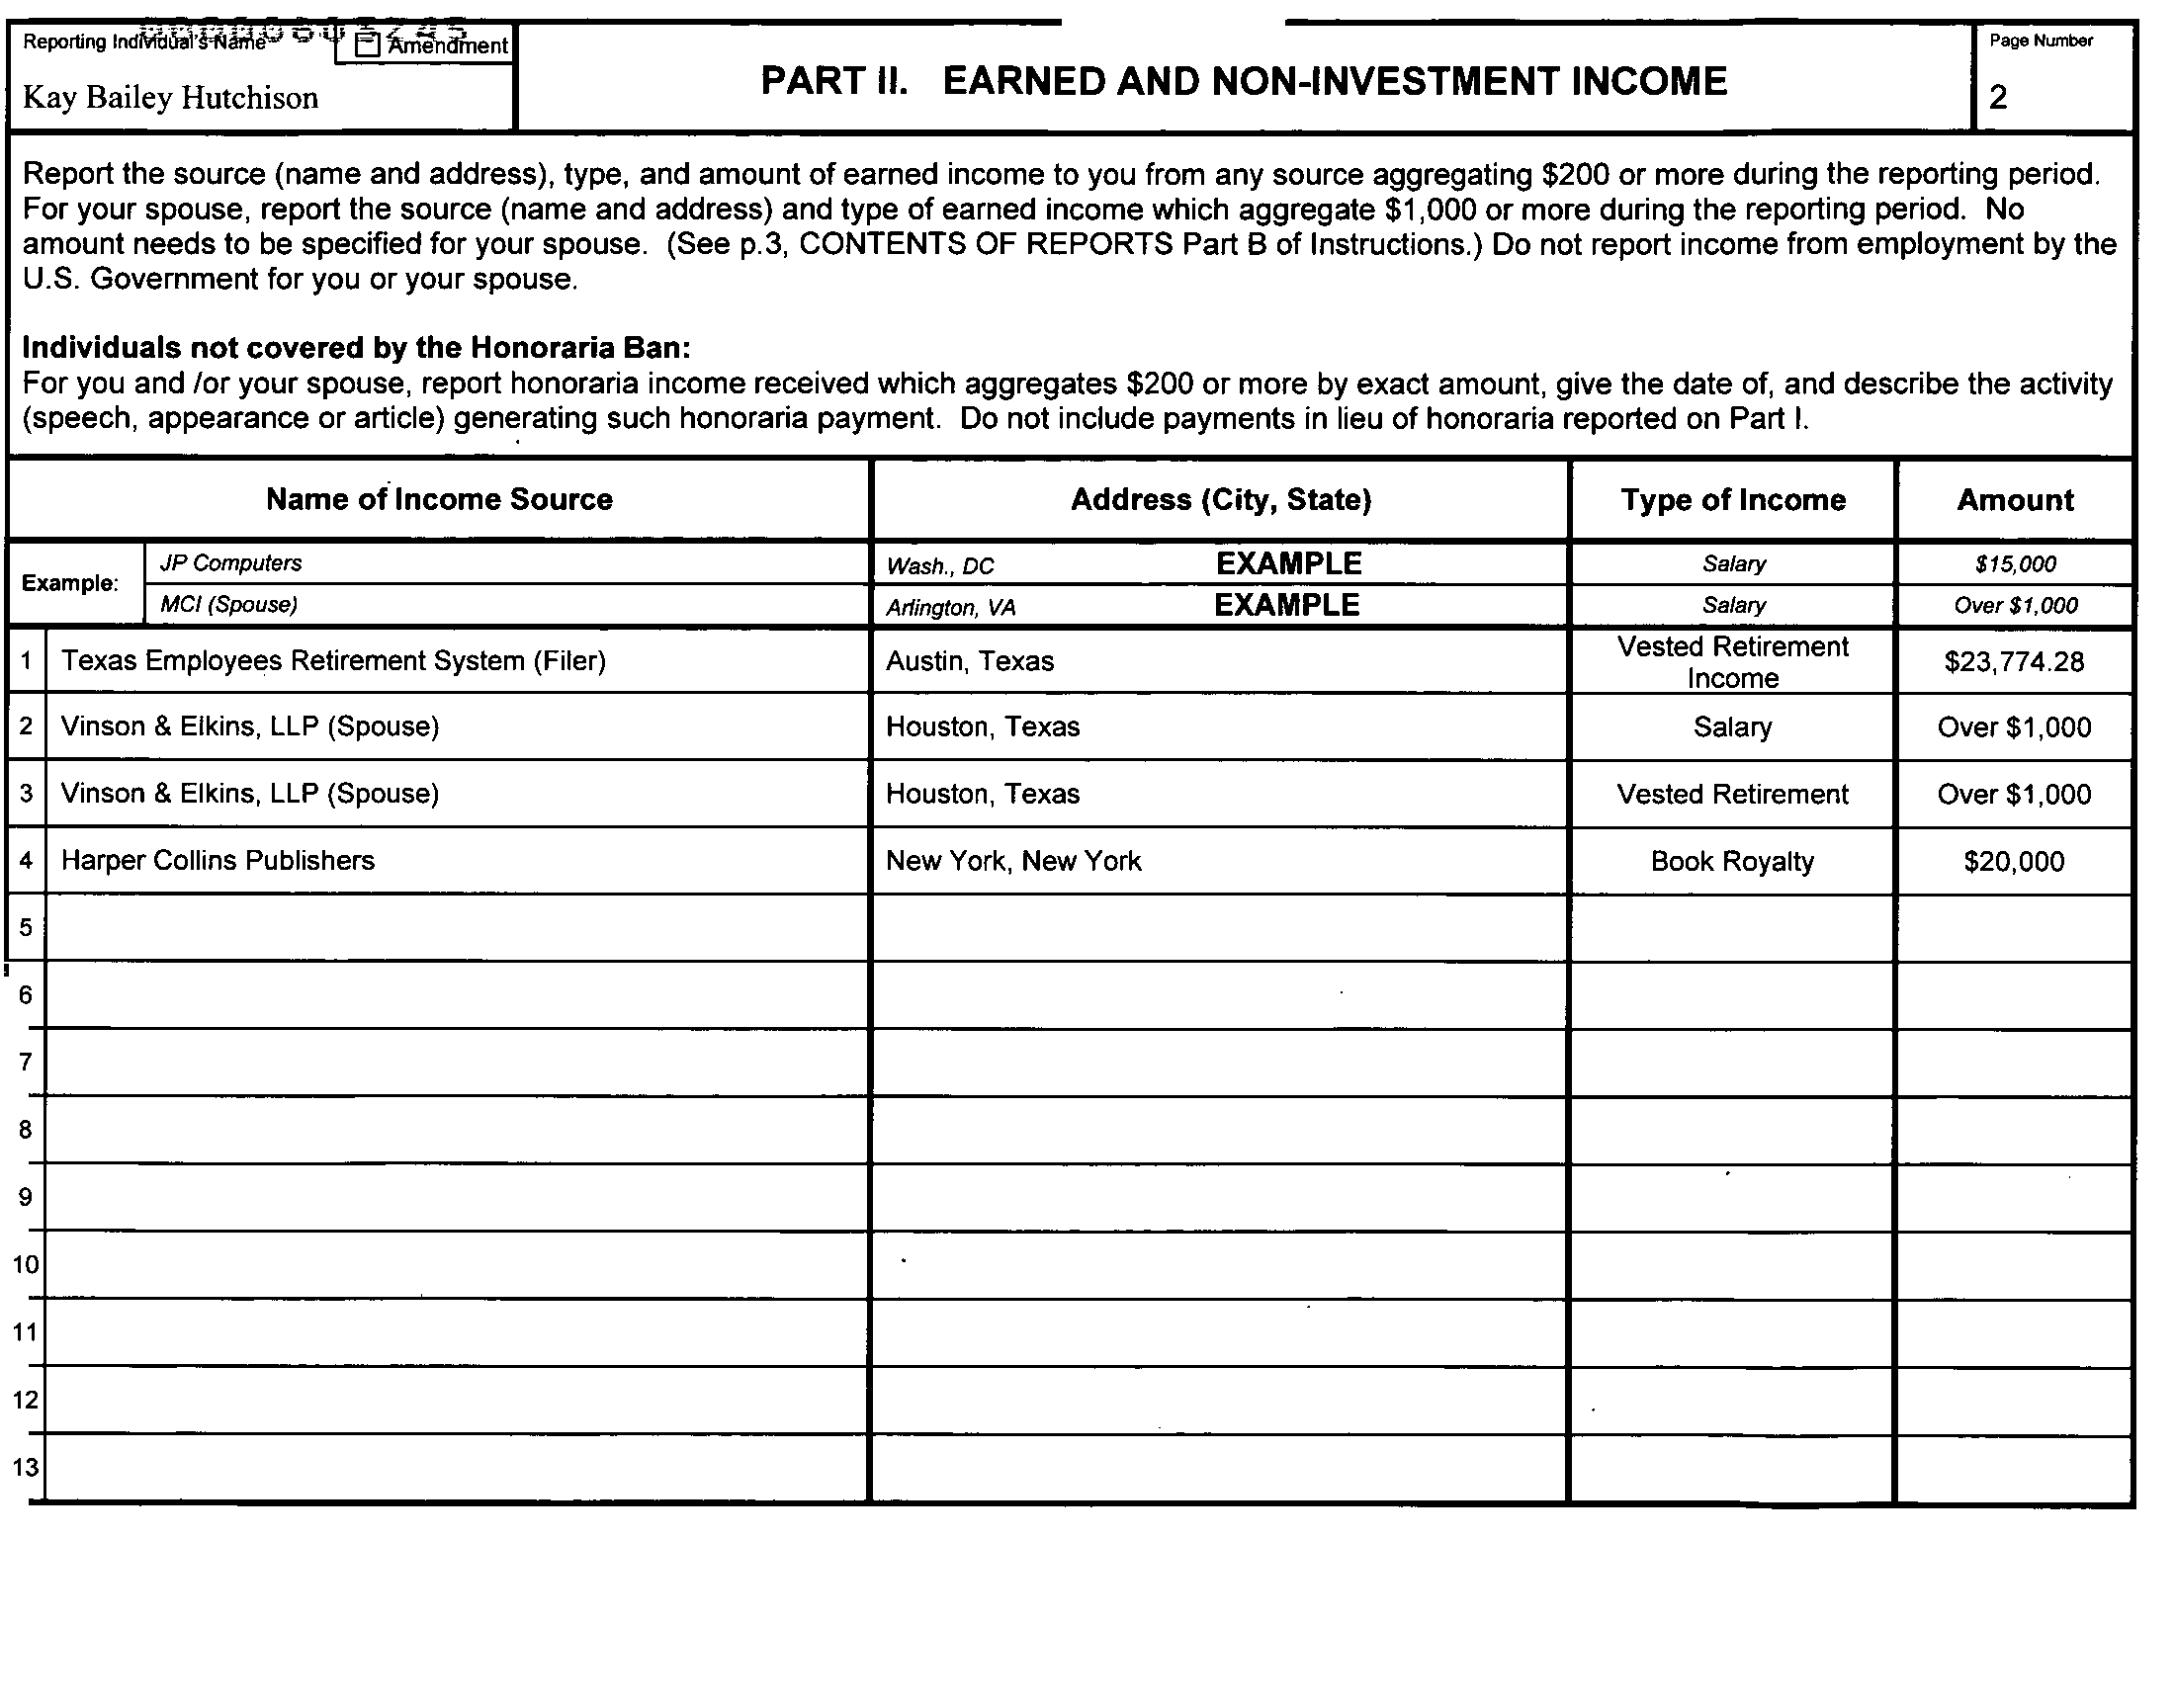 Reporting Individual's Name
Amendment
Kay Bailey Hutchison
PART II. EARNED AND NON-INVESTMENT INCOME
Page Number
2
Report the source (name and address), type, and amount of earned income to you from any source aggregating $200 or more during the reporting period.
For your spouse, report the source (name and address) and type of earned income which aggregate $1,000 or more during the reporting period. No
amount needs to be specified for your spouse. (See p.3, CONTENTS OF REPORTS Part B of Instructions.) Do not report income from employment by the
U.S. Government for you or your spouse.
Individuals not covered by the Honoraria Ban:
For you and /or your spouse, report honoraria income received which aggregates $200 or more by exact amount, give the date of, and describe the activity
(speech, appearance or article) generating such honoraria payment. Do not include payments in lieu of honoraria reported on Part I.
Name of Income Source Address (City, State) Type of Income Amount
Example:
JP Computers Wash., DC EXAMPLE Salary $15,000
MCI (Spouse) Arlington, VA EXAMPLE Salary Over $1,000
1 Texas Employees Retirement System (Filer) Austin, Texas Vested Retirement
Income $23,774.28
2 Vinson & Elkins, LLP (Spouse) Houston, Texas Salary Over $1,000
3 Vinson & Elkins, LLP (Spouse) Houston, Texas Vested Retirement Over $1,000
4 Harper Collins Publishers New York, New York Book Royalty $20,000
5
6
7
8
9
10
11
12
13